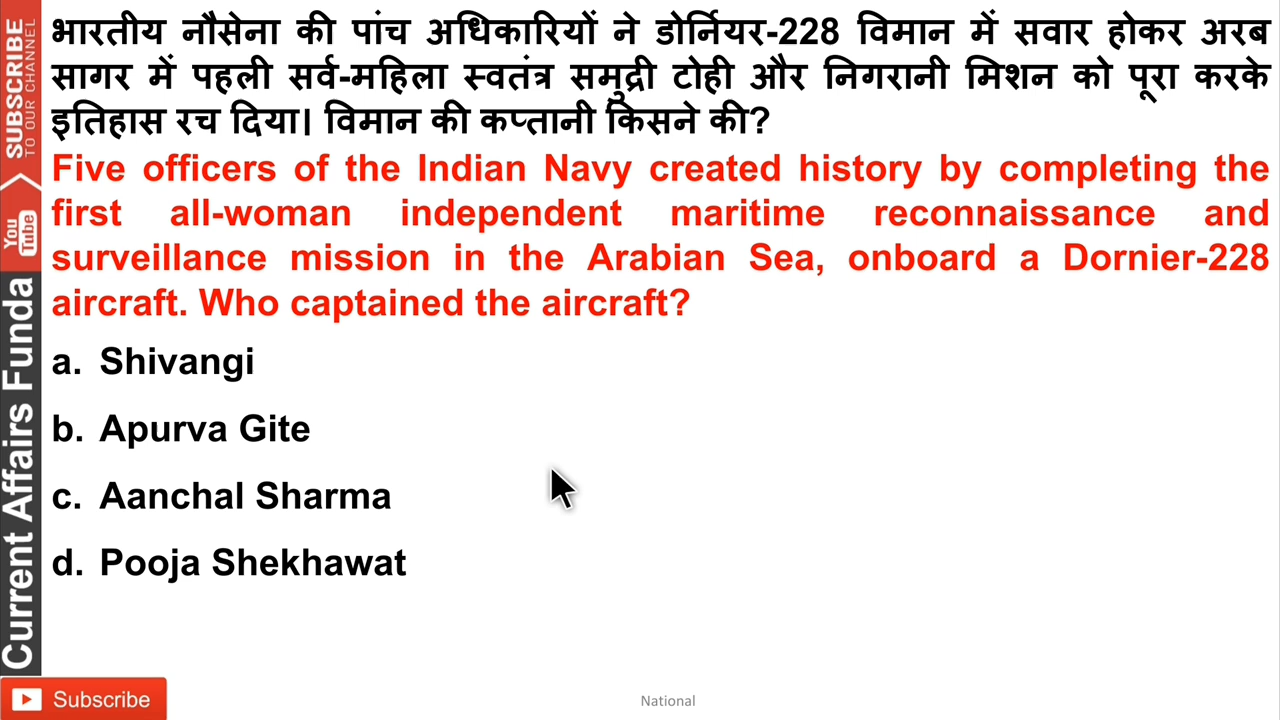 भारतीय नौसेना की पांच अधिकारियों ने डोर्नियर-228 विमान में सवार होकर अरब
सागर में पहली सर्व-महिला स्वतंत्र समुद्री टोही और निगरानी मिशन को पूरा करके
इतिहास रच दिया। विमान की कप्तानी किसने की?
Five officers of the Indian Navy created history by completing the
first all-woman independent maritime reconnaissance and
surveillance mission in the Arabian Sea, onboard a Dornier-228
aircraft. Who captained the aircraft?
a. Shivangi
b. Apurva Gite
c. Aanchal Sharma
d. Pooja Shekhawat
SUBSCRIBE
TO OUR CHANNEL
You
Tube
Current Affairs Funda
Subscribe
National